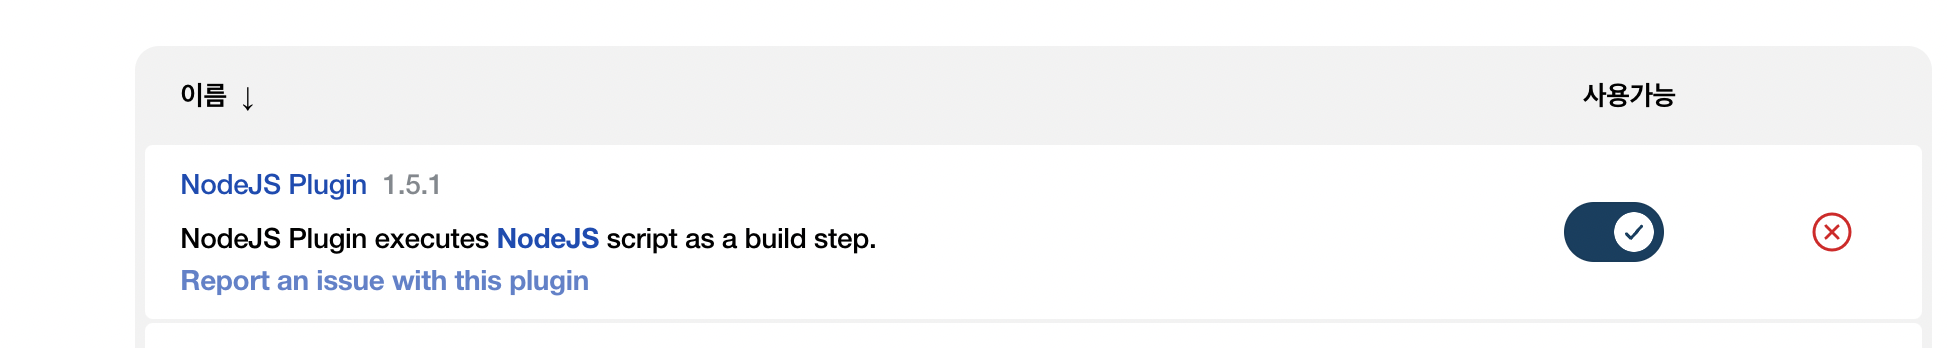 이름 ↓ 사용가능
NodeJS Plugin 1.5.1
NodeJS Plugin executes NodeJS script as a build step.
Report an issue with this plugin